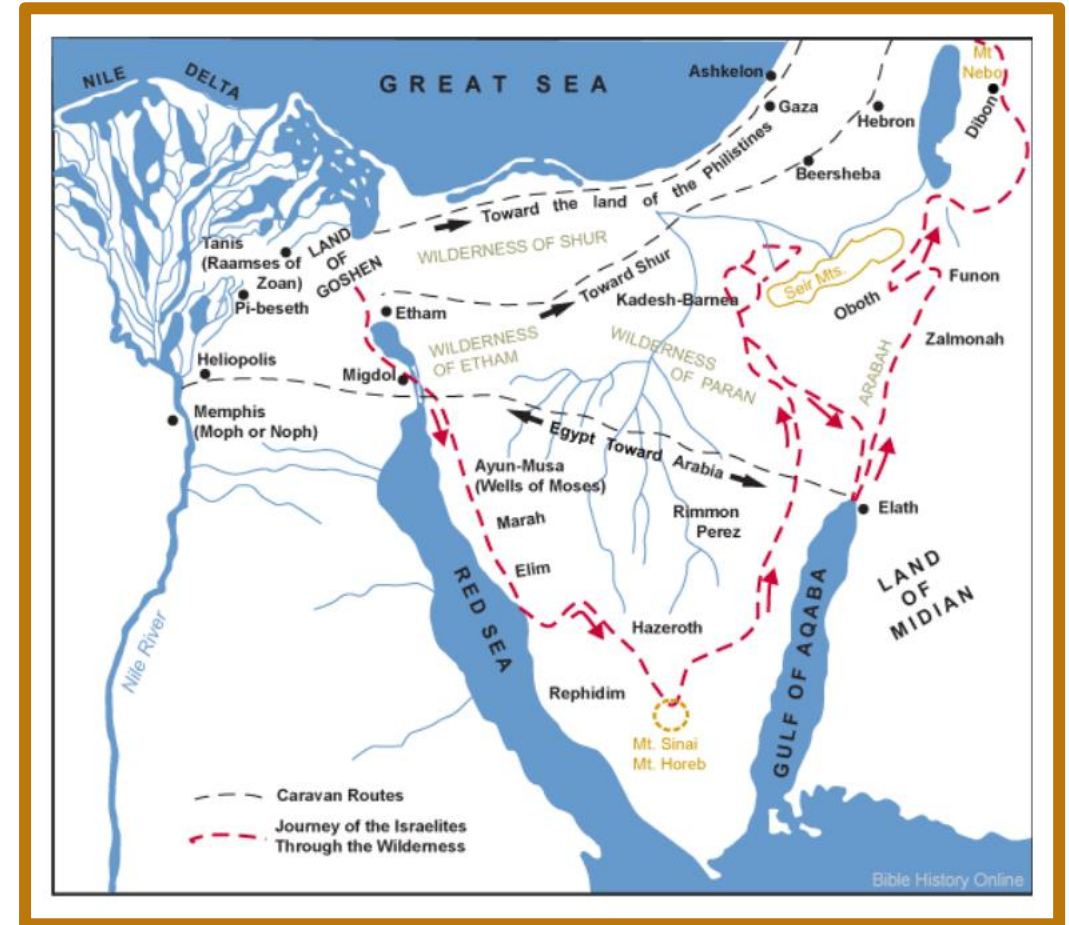 NILE DELTA
GREAT SEA
Ashkelon
Gaza
Hebron
Beersheba
Mt
Nebo
Dibon
Toward the land of the Philistines
WILDERNESS OF SHUR
Toward Shur
Tanis
(Raamses of
Zoan)
LAND
OF
GOSHEN
Pi-beseth
Etham
WILDERNESS
OF ETHAM
Kadesh-Barnea
Seir Mts.
Oboth
Funon
Zalmonah
ARABAH
WILDERNESS
OF PARAN
Heliopolis
Migdol
Memphis
(Moph or Noph)
Egypt Toward Arabia
Ayun-Musa
(Wells of Moses)
Marah
Elim
Rimmon
Perez
Elath
LAND
OF
MIDIAN
RED SEA
Hazeroth
Rephidim
GULF OF AQABA
Nile River
Mt. Sinai
Mt. Horeb
Caravan Routes
Journey of the Israelites
Through the Wilderness
Bible History Online